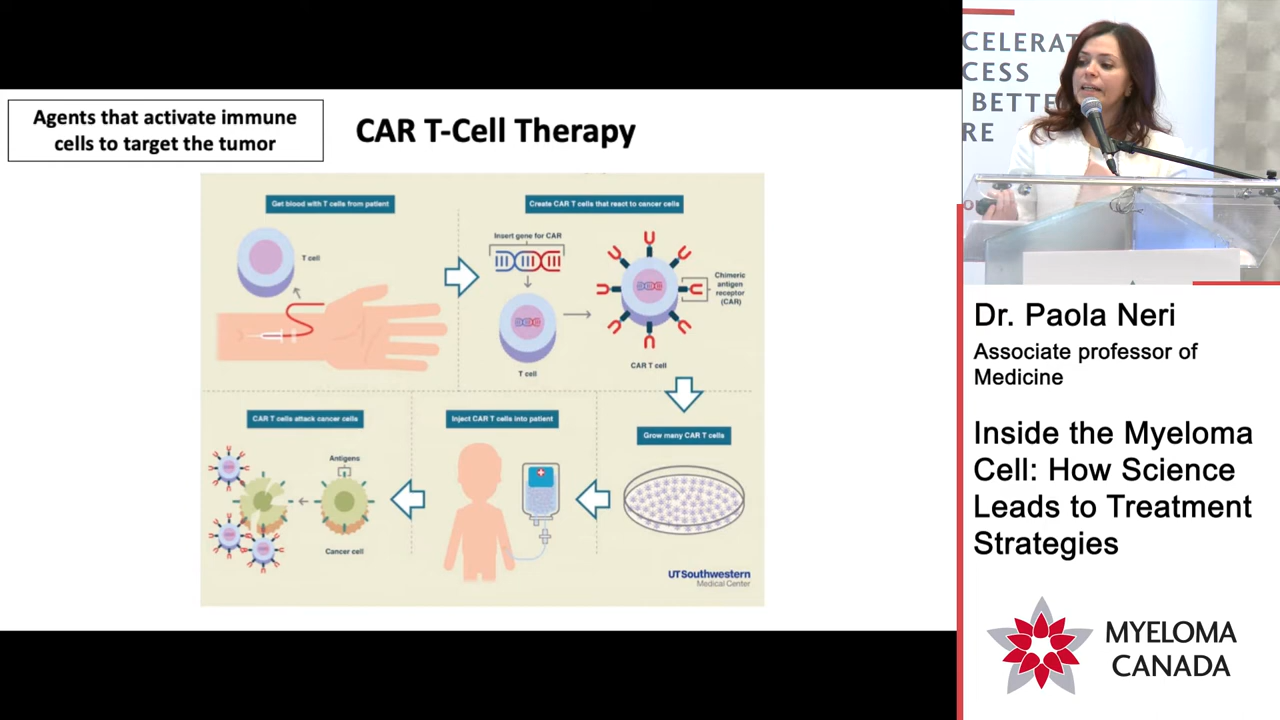 Agents that activate immune
cells to target the tumor
CAR T-Cell Therapy
Get blood with T cells from patient
T cell
Create CAR T cells that react to cancer cells
Insert gene for CAR
T cell
Chimeric
antigen
receptor
(CAR)
CAR T cell
CAR T cells attack cancer cells
Antigens
Cancer cell
Inject CAR T cells into patient
Grow many CAR T cells
UTSouthwestern
Medical Center
CELERAT
CESS
BETTE
RE
Dr. Paola Neri
Associate professor of
Medicine
Inside the Myeloma
Cell: How Science
Leads to Treatment
Strategies
MYELOMA
CANADA